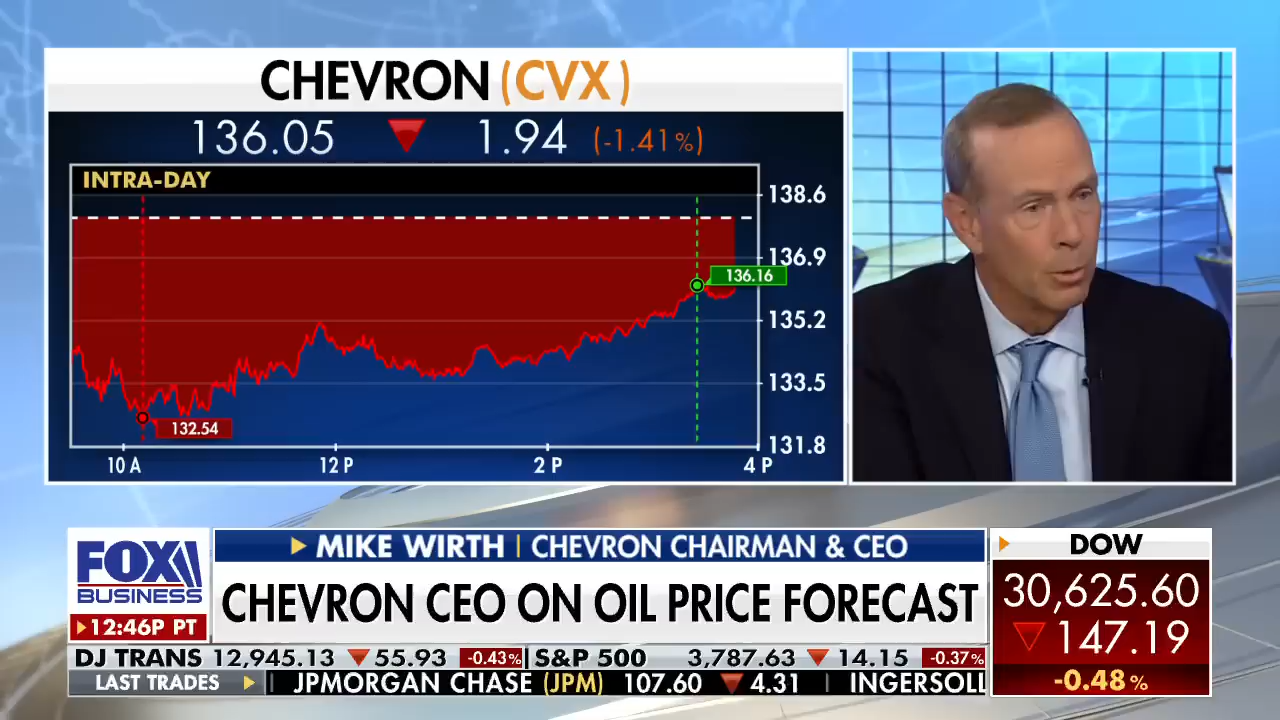 CHEVRON (CVX)
136.05 ▼ 1.94 (-1.41%)
INTRA-DAY
138.6
136.9
136.16
135.2
133.5
132.54
131.8
10 A 12 P 2 P 4 P
FOX
BUSINESS
12:46P PT
MIKE WIRTH | CHEVRON CHAIRMAN & CEO
CHEVRON CEO ON OIL PRICE FORECAST
DOW
30,625.60
▼ 147.19
-0.48%
DJ TRANS 12,945.13 ▼ 55.93 -0.43% S&P 500 3,787.63 ▼ 14.15 -0.37%
LAST TRADES JPMORGAN CHASE (JPM) 107.60 ▼ 4.31 INGERSOLL